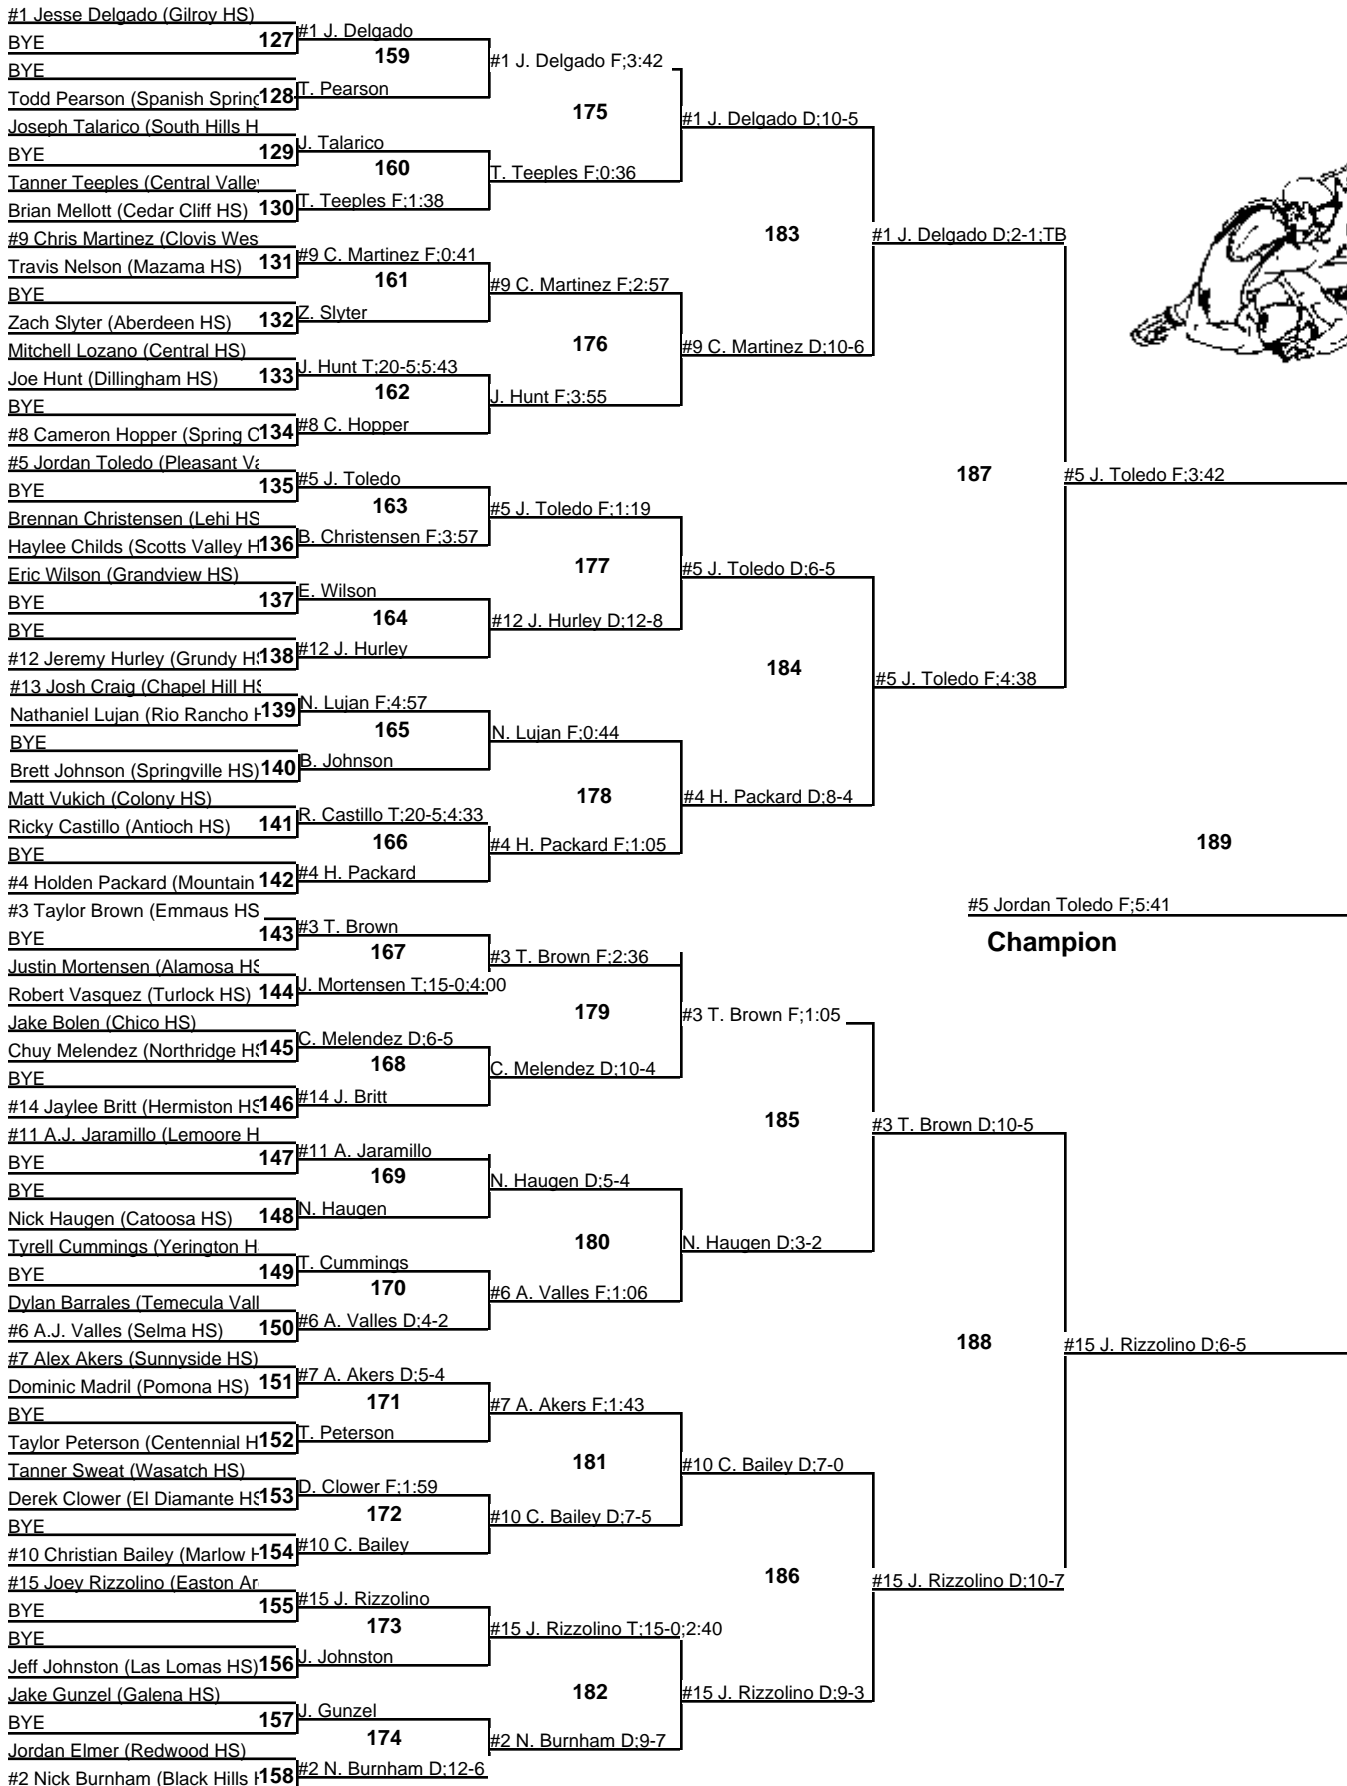 #1 Jesse Delgado (Gilroy HS)
BYE
127
BYE
Todd Pearson (Spanish Spring
128
Joseph Talarico (South Hills H
BYE
129
Tanner Teeples (Central Valley
Brian Mellott (Cedar Cliff HS)
130
#9 Chris Martinez (Clovis Wes
Travis Nelson (Mazama HS)
131
BYE
Zach Slyter (Aberdeen HS)
132
Mitchell Lozano (Central HS)
Joe Hunt (Dillingham HS)
133
BYE
#8 Cameron Hopper (Spring C
134
#5 Jordan Toledo (Pleasant Va
BYE
135
Brennan Christensen (Lehi HS
Haylee Childs (Scotts Valley H
136
Eric Wilson (Grandview HS)
BYE
137
BYE
#12 Jeremy Hurley (Grundy HS
138
#13 Josh Craig (Chapel Hill HS
Nathaniel Lujan (Rio Rancho H
139
BYE
Brett Johnson (Springville HS)
140
Matt Vukich (Colony HS)
Ricky Castillo (Antioch HS)
141
BYE
#4 Holden Packard (Mountain
142
#3 Taylor Brown (Emmaus HS
BYE
143
Justin Mortensen (Alamosa HS
Robert Vasquez (Turlock HS)
144
Jake Bolen (Chico HS)
Chuy Melendez (Northridge HS
145
BYE
#14 Jaylee Britt (Hermiston HS
146
#11 A.J. Jaramillo (Lemoore H
BYE
147
BYE
Nick Haugen (Catoosa HS)
148
Tyrell Cummings (Yerington H
BYE
149
Dylan Barrales (Temecula Vall
#6 A.J. Valles (Selma HS)
150
#7 Alex Akers (Sunnyside HS)
Dominic Madril (Pomona HS)
151
BYE
Taylor Peterson (Centennial H
152
Tanner Sweat (Wasatch HS)
Derek Clower (El Diamante HS
153
BYE
#10 Christian Bailey (Marlow H
154
#15 Joey Rizzolino (Easton Ar
BYE
155
BYE
Jeff Johnston (Las Lomas HS)
156
Jake Gunzel (Galena HS)
BYE
157
Jordan Elmer (Redwood HS)
#2 Nick Burnham (Black Hills H
158
#1 J. Delgado
159
T. Pearson
J. Talarico
160
T. Teeples F;1:38
#9 C. Martinez F;0:41
161
Z. Slyter
J. Hunt T;20-5;5:43
162
#8 C. Hopper
#5 J. Toledo
163
B. Christensen F;3:57
E. Wilson
164
#12 J. Hurley
N. Lujan F;4:57
165
B. Johnson
R. Castillo T;20-5;4:33
166
#4 H. Packard
#3 T. Brown
167
J. Mortensen T;15-0;4:00
C. Melendez D;6-5
168
#14 J. Britt
#11 A. Jaramillo
169
N. Haugen
T. Cummings
170
#6 A. Valles D;4-2
#7 A. Akers D;5-4
171
T. Peterson
D. Clower F;1:59
172
#10 C. Bailey
#15 J. Rizzolino
173
J. Johnston
J. Gunzel
174
#2 N. Burnham D;12-6
#1 J. Delgado F;3:42
175
T. Teeples F;0:36
#9 C. Martinez F;2:57
176
J. Hunt F;3:55
#5 J. Toledo F;1:19
177
#12 J. Hurley D;12-8
N. Lujan F;0:44
178
#4 H. Packard F;1:05
#3 T. Brown F;2:36
179
C. Melendez D;10-4
N. Haugen D;5-4
180
#6 A. Valles F;1:06
#7 A. Akers F;1:43
181
#10 C. Bailey D;7-5
#15 J. Rizzolino T;15-0;2:40
182
#2 N. Burnham D;9-7
#1 J. Delgado D;10-5
183
#9 C. Martinez D;10-6
#5 J. Toledo D;6-5
184
#4 H. Packard D;8-4
#3 T. Brown F;1:05
185
N. Haugen D;3-2
#10 C. Bailey D;7-0
186
#15 J. Rizzolino D;9-3
#1 J. Delgado D;2-1;TB
187
#5 J. Toledo F;4:38
#3 T. Brown D;10-5
188
#15 J. Rizzolino D;10-7
#5 J. Toledo F;3:42
189
#15 J. Rizzolino D;6-5
#5 Jordan Toledo F;5:41
Champion